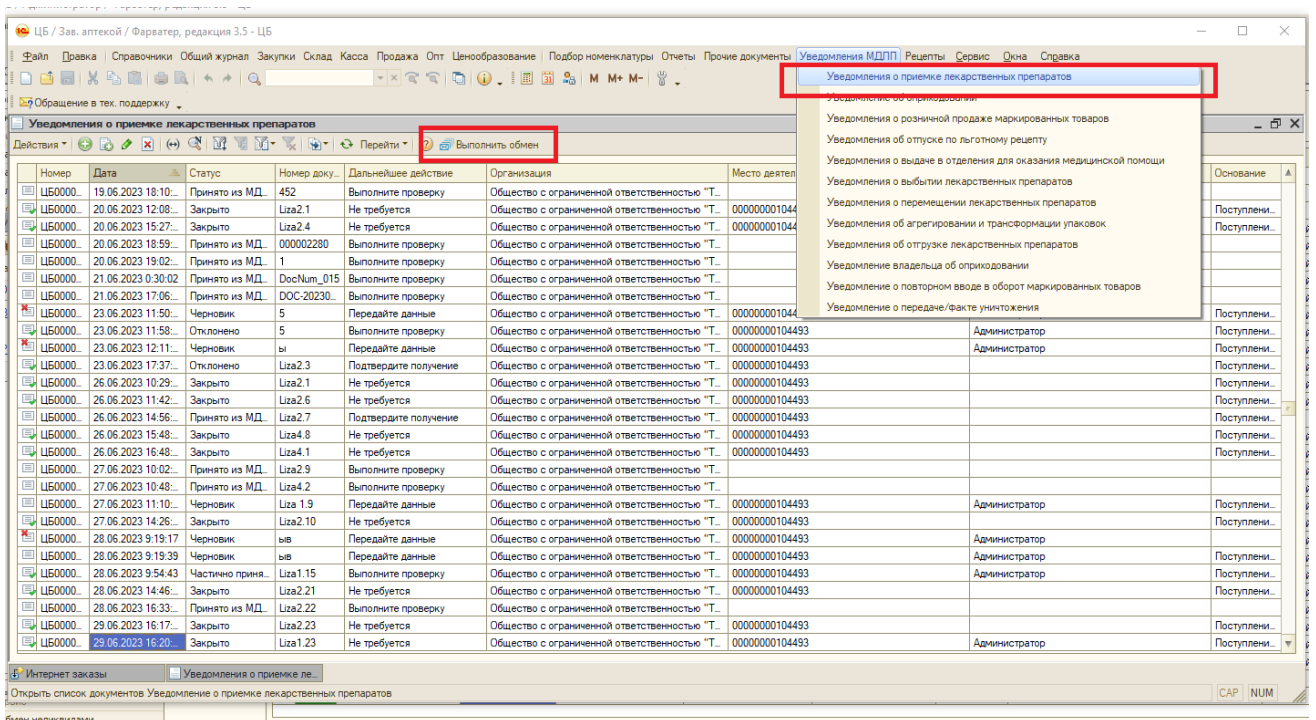 ЦБ / Зав. аптекой / Фарватер, редакция 3.5 - ЦБ
Файл Правка Справочники Общий журнал Закупки Склад Касса Продажа Опт Ценообразование Подбор номенклатуры Отчеты Прочие документы Уведомления МДЛП Рецепты Сервис Окна Справка
M M+ M-
Уведомления о приемке лекарственных препаратов
Обращение в тех. поддержку
Уведомление об оприходовании
Уведомления о приемке лекарственных препаратов
Уведомления о розничной продаже маркированных товаров
Действия Перейти Выполнить обмен
Уведомления об отпуске по льготному рецепту
Уведомления о выдаче в отделения для оказания медицинской помощи
Уведомления о выбытии лекарственных препаратов
Уведомления о перемещении лекарственных препаратов
Уведомления об агрегировании и трансформации упаковок
Уведомления об отгрузке лекарственных препаратов
Уведомление владельца об оприходовании
Уведомление о повторном вводе в оборот маркированных товаров
Уведомление о передаче/факте уничтожения
Номер Дата Статус Номер доку... Дальнейшее действие Организация Место деятел Основание
ЦБ0000... 19.06.2023 18:10:... Принято из МД... 452 Выполните проверку Общество с ограниченной ответственностью "Т...
ЦБ0000... 20.06.2023 12:08:... Закрыто Liza2.1 Не требуется Общество с ограниченной ответственностью "Т... 00000000104 Поступлени...
ЦБ0000... 20.06.2023 15:27:... Закрыто Liza2.4 Не требуется Общество с ограниченной ответственностью "Т... 00000000104 Поступлени...
ЦБ0000... 20.06.2023 18:59:... Принято из МД... 000002280 Выполните проверку Общество с ограниченной ответственностью "Т...
ЦБ0000... 20.06.2023 19:02:... Принято из МД... 1 Выполните проверку Общество с ограниченной ответственностью "Т...
ЦБ0000... 21.06.2023 0:30:02 Принято из МД... DocNum_015 Выполните проверку Общество с ограниченной ответственностью "Т...
ЦБ0000... 21.06.2023 17:06:... Принято из МД... DOC-20230... Выполните проверку Общество с ограниченной ответственностью "Т...
ЦБ0000... 23.06.2023 11:50:... Черновик 5 Передайте данные Общество с ограниченной ответственностью "Т... 00000000104 Поступлени...
ЦБ0000... 23.06.2023 11:58:... Отклонено 5 Выполните проверку Общество с ограниченной ответственностью "Т... 00000000104493 Администратор Поступлени...
ЦБ0000... 23.06.2023 12:11:... Черновик ы Передайте данные Общество с ограниченной ответственностью "Т... 00000000104493 Администратор Поступлени...
ЦБ0000... 23.06.2023 17:37:... Отклонено Liza2.3 Подтвердите получение Общество с ограниченной ответственностью "Т... 00000000104493 Поступлени...
ЦБ0000... 26.06.2023 10:29:... Закрыто Liza2.1 Не требуется Общество с ограниченной ответственностью "Т... 00000000104493 Поступлени...
ЦБ0000... 26.06.2023 11:42:... Закрыто Liza2.6 Не требуется Общество с ограниченной ответственностью "Т... 00000000104493 Поступлени...
ЦБ0000... 26.06.2023 14:56:... Принято из МД... Liza2.7 Подтвердите получение Общество с ограниченной ответственностью "Т... 00000000104493 Поступлени...
ЦБ0000... 26.06.2023 15:48:... Закрыто Liza4.8 Не требуется Общество с ограниченной ответственностью "Т... 00000000104493 Поступлени...
ЦБ0000... 26.06.2023 16:48:... Закрыто Liza4.1 Не требуется Общество с ограниченной ответственностью "Т... 00000000104493 Поступлени...
ЦБ0000... 27.06.2023 10:02:... Принято из МД... Liza2.9 Выполните проверку Общество с ограниченной ответственностью "Т...
ЦБ0000... 27.06.2023 10:48:... Принято из МД... Liza4.2 Выполните проверку Общество с ограниченной ответственностью "Т...
ЦБ0000... 27.06.2023 11:10:... Черновик Liza 1.9 Передайте данные Общество с ограниченной ответственностью "Т... 00000000104493 Администратор Поступлени...
ЦБ0000... 27.06.2023 14:26:... Закрыто Liza2.10 Не требуется Общество с ограниченной ответственностью "Т... 00000000104493 Поступлени...
ЦБ0000... 28.06.2023 9:19:17 Черновик ыв Передайте данные Общество с ограниченной ответственностью "Т... 00000000104493 Администратор
ЦБ0000... 28.06.2023 9:19:39 Черновик ыв Передайте данные Общество с ограниченной ответственностью "Т... 00000000104493 Администратор Поступлени...
ЦБ0000... 28.06.2023 9:54:43 Частично приня... Liza1.15 Выполните проверку Общество с ограниченной ответственностью "Т... 00000000104493 Администратор Поступлени...
ЦБ0000... 28.06.2023 14:46:... Закрыто Liza2.21 Не требуется Общество с ограниченной ответственностью "Т... 00000000104493 Поступлени...
ЦБ0000... 28.06.2023 16:33:... Принято из МД... Liza2.22 Выполните проверку Общество с ограниченной ответственностью "Т...
ЦБ0000... 29.06.2023 16:17:... Закрыто Liza2.23 Не требуется Общество с ограниченной ответственностью "Т... 00000000104493 Поступлени...
ЦБ0000... 29.06.2023 16:20:... Закрыто Liza1.23 Не требуется Общество с ограниченной ответственностью "Т... 00000000104493 Администратор Поступлени...
Интернет заказы Уведомления о приемке ле...
Открыть список документов Уведомление о приемке лекарственных препаратов CAP NUM